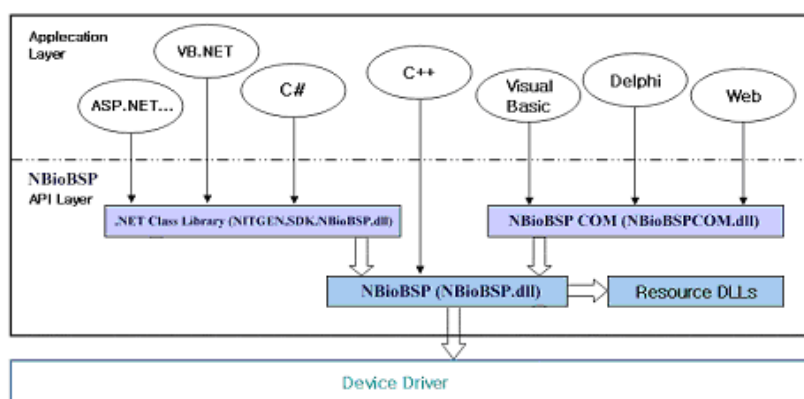 Applecation
Layer
VB.NET
C++
C#
ASP.NET...
Visual
Basic
Delphi
Web
NBioBSP
API Layer
.NET Class Library (NITGEN.SDK.NBioBSP.dll)
NBioBSP COM (NBioBSPCOM.dll)
NBioBSP (NBioBSP.dll)
Resource DLLs
Device Driver